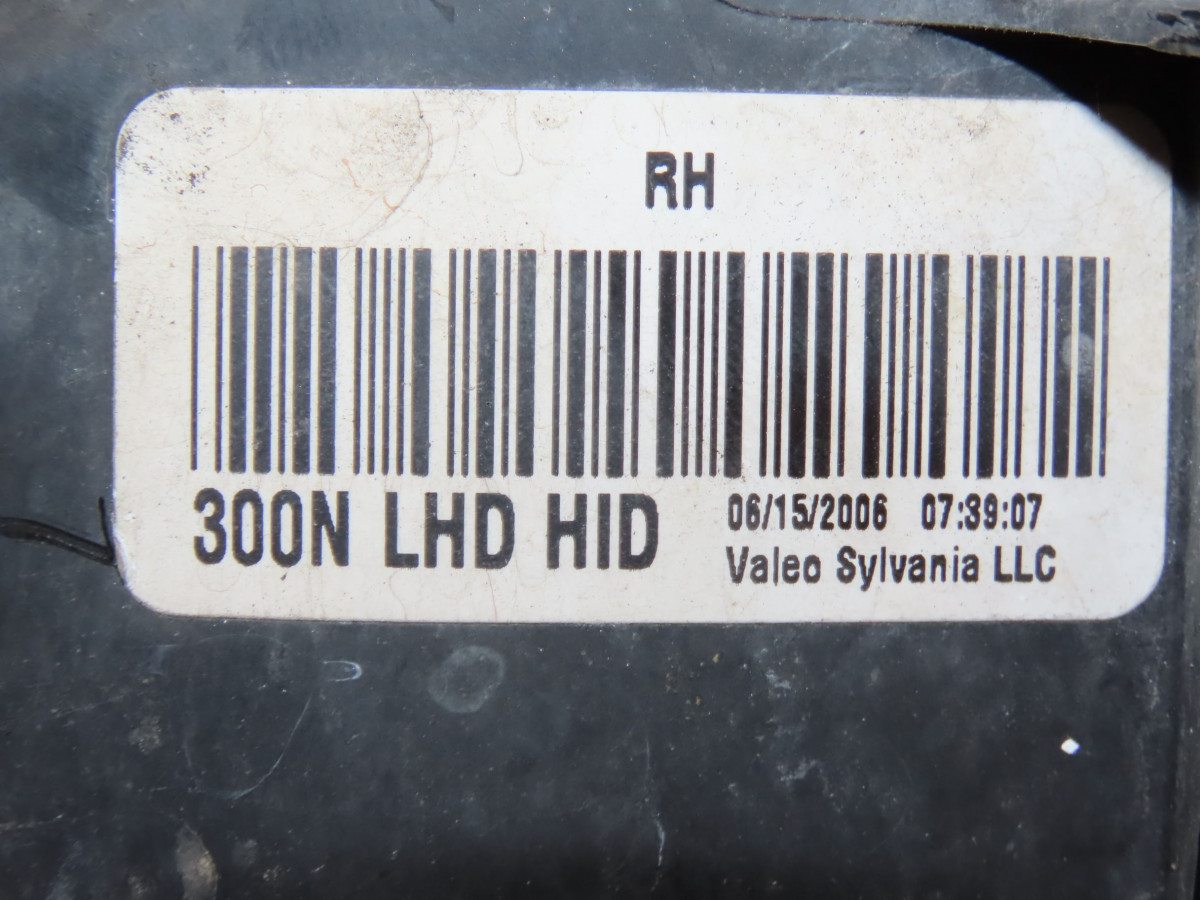 RH
300N LHD HID
06/15/2006 07:39:07
Valeo Sylvania LLC